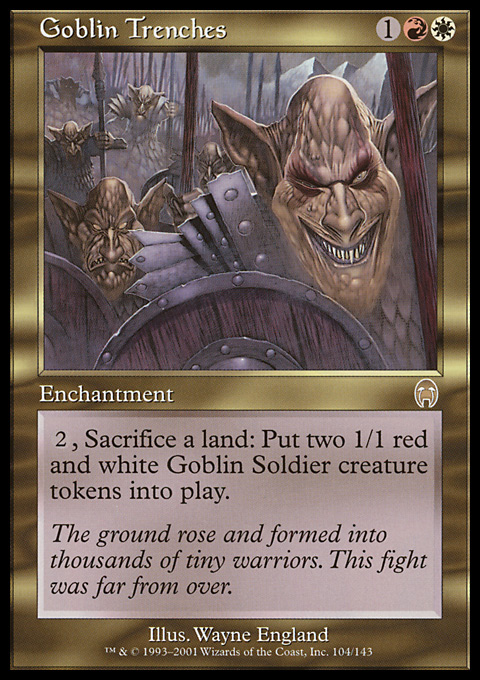 Goblin Trenches 1
Enchantment
2, Sacrifice a land: Put two 1/1 red
and white Goblin Soldier creature
tokens into play.
The ground rose and formed into
thousands of tiny warriors. This fight
was far from over.
Illus. Wayne England
™ & © 1993–2001 Wizards of the Coast, Inc. 104/143